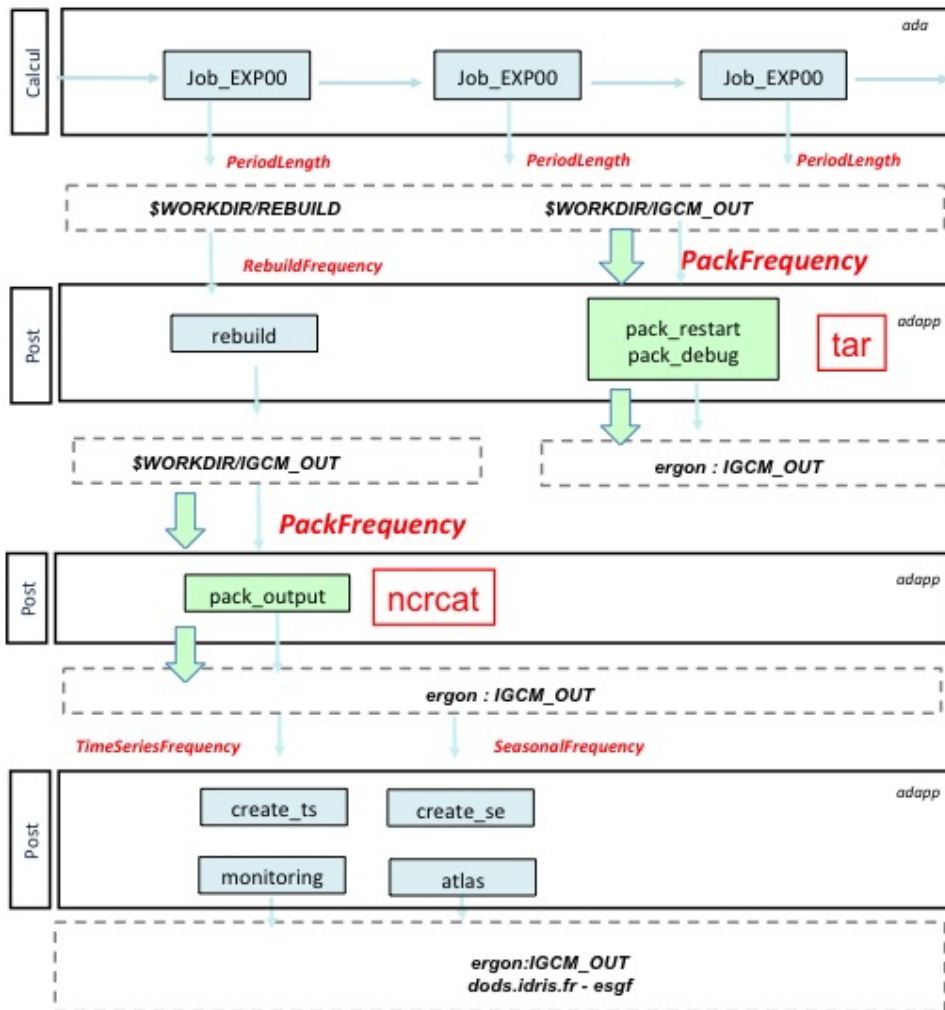 ada
Calcul
Job_EXP00
Job_EXP00
Job_EXP00
PeriodLength
PeriodLength
PeriodLength
$WORKDIR/REBUILD
$WORKDIR/IGCM_OUT
RebuildFrequency
PackFrequency
Post
adapp
rebuild
pack_restart
pack_debug
tar
$WORKDIR/IGCM_OUT
ergon : IGCM_OUT
PackFrequency
Post
adapp
pack_output
ncrcat
ergon : IGCM_OUT
TimeSeriesFrequency
SeasonalFrequency
Post
adapp
create_ts
create_se
monitoring
atlas
ergon:IGCM_OUT
dods.idris.fr - esgf